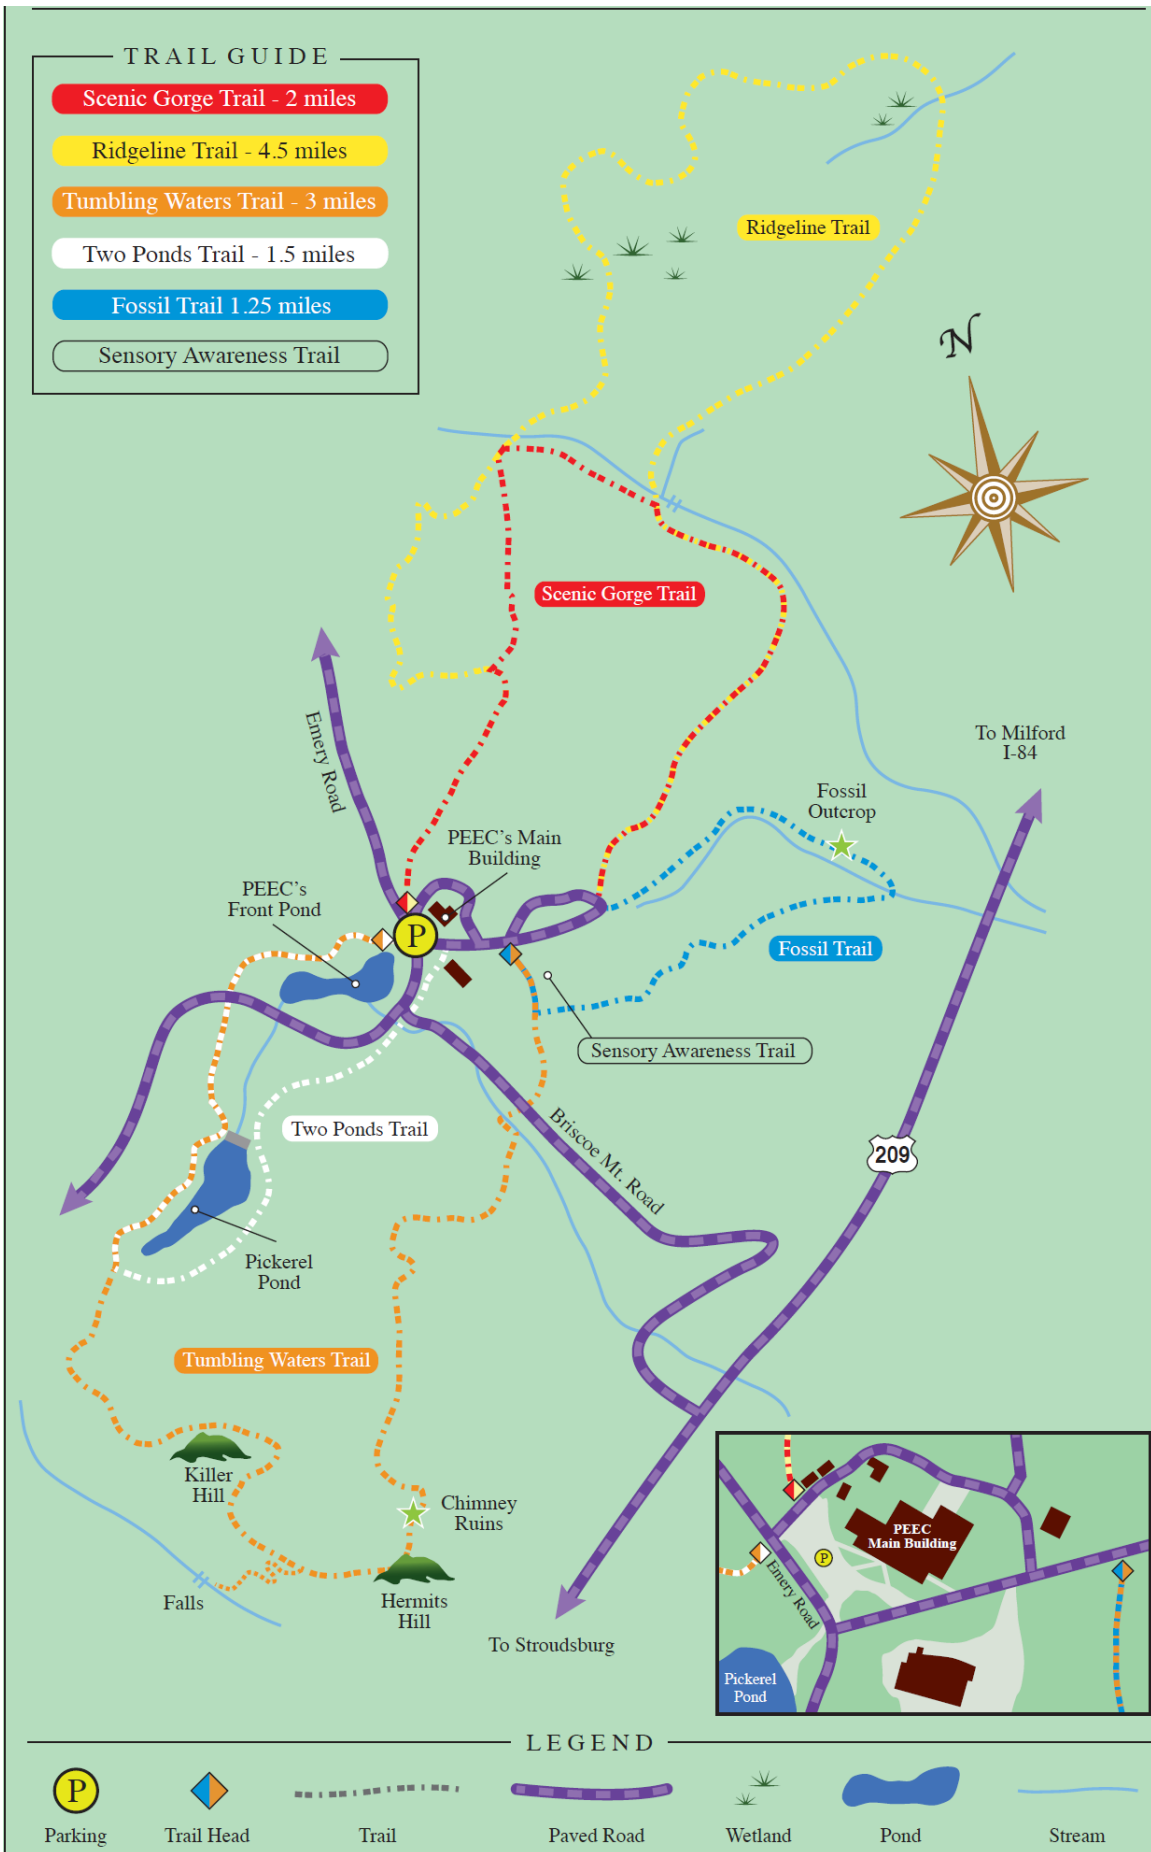 TRAIL GUIDE
Scenic Gorge Trail - 2 miles
Ridgeline Trail - 4.5 miles
Tumbling Waters Trail - 3 miles
Two Ponds Trail - 1.5 miles
Fossil Trail 1.25 miles
Sensory Awareness Trail
Ridgeline Trail
N
Scenic Gorge Trail
Emery Road
To Milford
I-84
Fossil
Outcrop
PEEC's Main
Building
PEEC's
Front Pond
P
Fossil Trail
Sensory Awareness Trail
Two Ponds Trail
Briscoe Mt. Road
209
Pickerel
Pond
Tumbling Waters Trail
Killer
Hill
Chimney
Ruins
Falls
Hermits
Hill
To Stroudsburg
PEEC
Main Building
P
Emery Road
Pickerel
Pond
LEGEND
P
Parking
Trail Head
Trail
Paved Road
Wetland
Pond
Stream